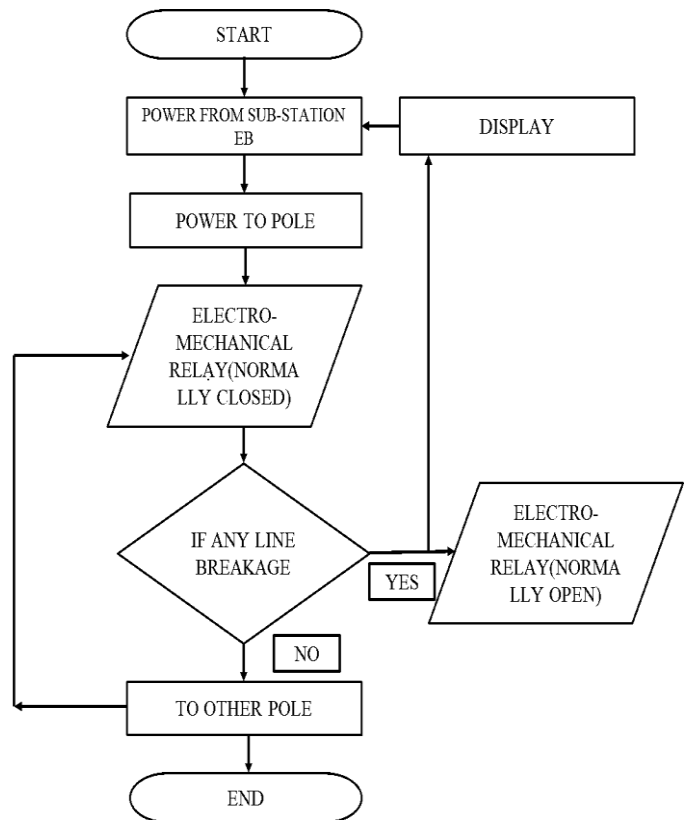 START
POWER FROM SUB-STATION
EB
DISPLAY
POWER TO POLE
ELECTRO-
MECHANICAL
RELAY(NORMA
LLY CLOSED)
IF ANY LINE
BREAKAGE
YES
ELECTRO-
MECHANICAL
RELAY(NORMA
LLY OPEN)
NO
TO OTHER POLE
END